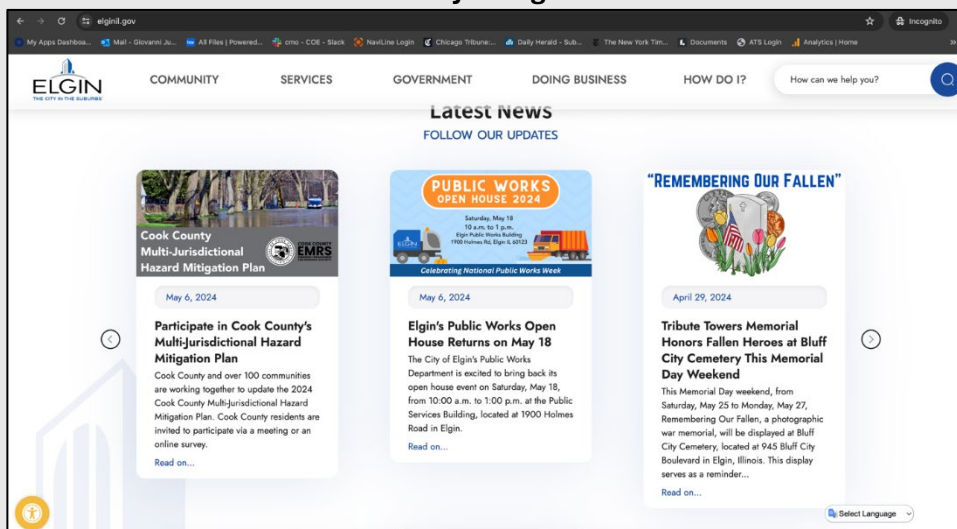 elginil.gov
Incognito
My Apps Dashboa...
Mail - Giovanni Ju...
All Files | Powered...
cmo - COE - Slack
NaviLine Login
Chicago Tribune:...
Daily Herald - Sub...
The New York Tim...
Documents
ATS Login
Analytics | Home
ELGIN
THE CITY IN THE SUBURBS
COMMUNITY
SERVICES
GOVERNMENT
DOING BUSINESS
HOW DO I?
How can we help you?
Latest News
FOLLOW OUR UPDATES
Cook County
Multi-Jurisdictional
Hazard Mitigation Plan
COOK COUNTY
EMRS
May 6, 2024
Participate in Cook County's
Multi-Jurisdictional Hazard
Mitigation Plan
Cook County and over 100 communities
are working together to update the 2024
Cook County Multi-Jurisdictional Hazard
Mitigation Plan. Cook County residents are
invited to participate via a meeting or an
online survey.
Read on...
PUBLIC WORKS
OPEN HOUSE 2024
Saturday, May 18
10 a.m. to 1 p.m.
Elgin Public Works Building
1900 Holmes Rd, Elgin IL 60123
ELGIN
Celebrating National Public Works Week
May 6, 2024
Elgin's Public Works Open
House Returns on May 18
The City of Elgin's Public Works
Department is excited to bring back its
open house event on Saturday, May 18,
from 10:00 a.m. to 1:00 p.m. at the Public
Services Building, located at 1900 Holmes
Road in Elgin.
Read on...
"REMEMBERING OUR FALLEN"
April 29, 2024
Tribute Towers Memorial
Honors Fallen Heroes at Bluff
City Cemetery This Memorial
Day Weekend
This Memorial Day weekend, from
Saturday, May 25 to Monday, May 27,
Remembering Our Fallen, a photographic
war memorial, will be displayed at Bluff
City Cemetery, located at 945 Bluff City
Boulevard in Elgin, Illinois. This display
serves as a reminder...
Read on...
Select Language